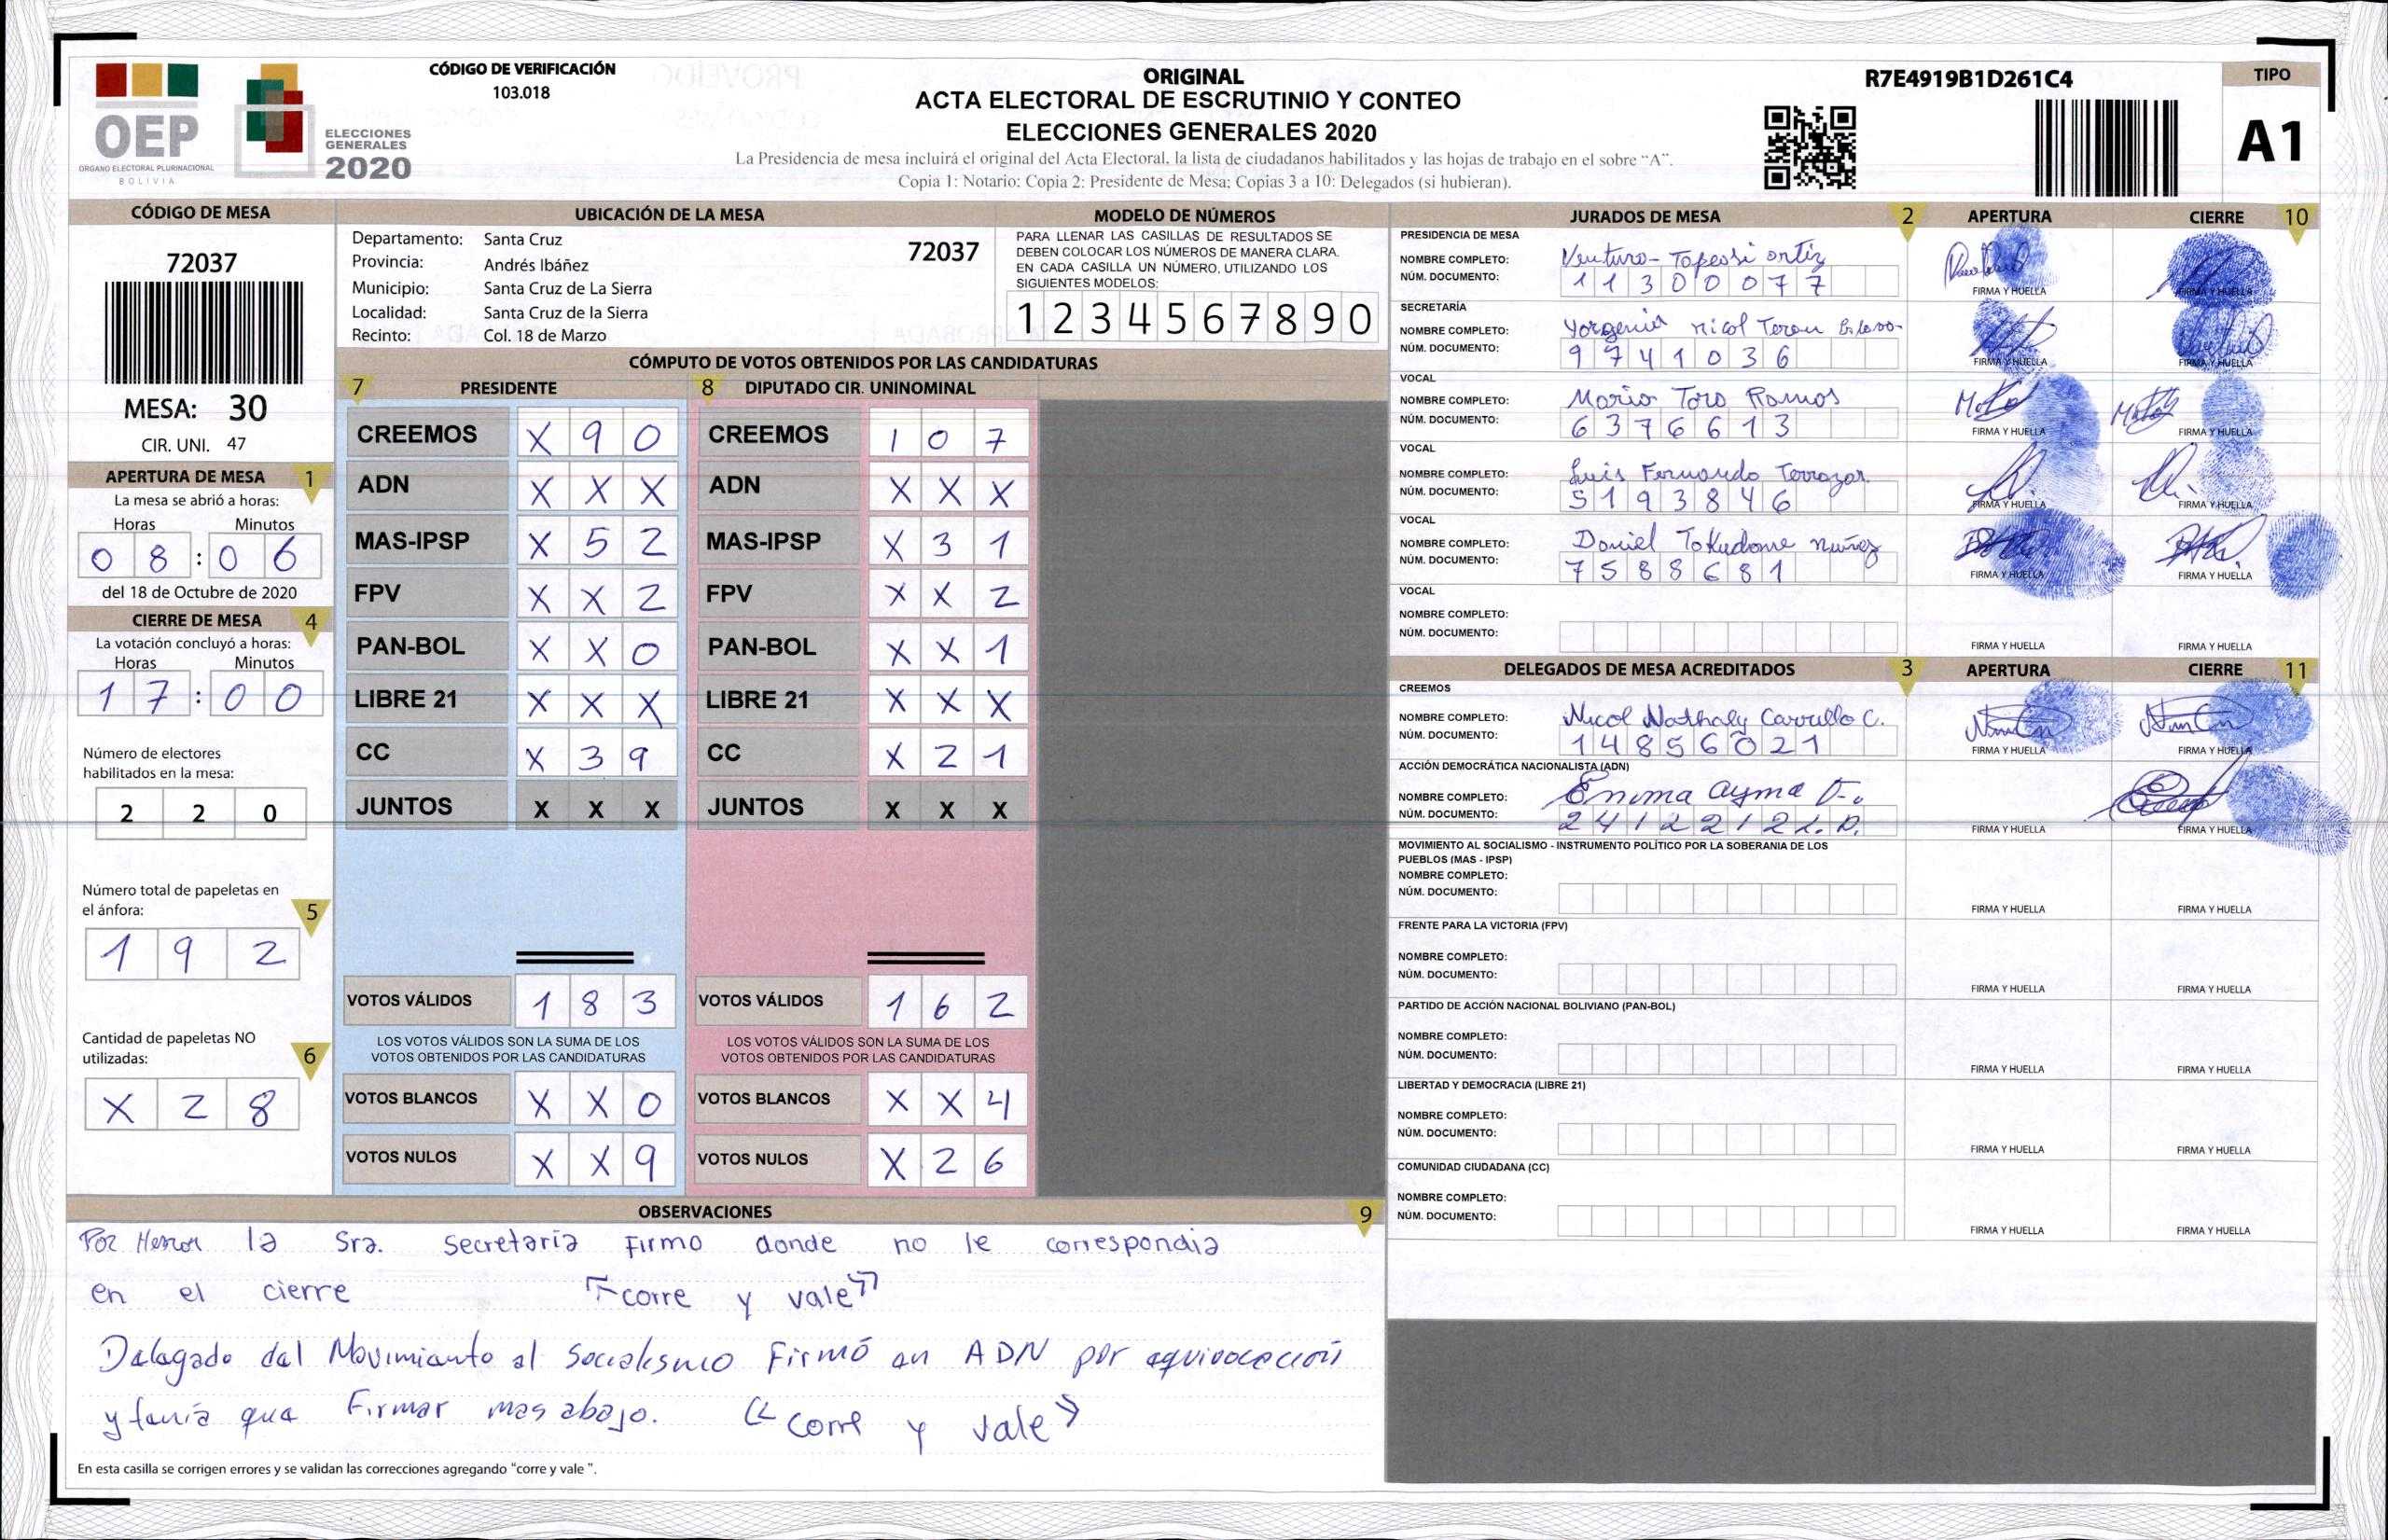 OEP
ORGANO ELECTORAL PLURINACIONAL
BOLIVIA
ELECCIONES
GENERALES
2020
CÓDIGO DE VERIFICACIÓN
103.018
ORIGINAL
ACTA ELECTORAL DE ESCRUTINIO Y CONTEO
ELECCIONES GENERALES 2020
La Presidencia de mesa incluirá el original del Acta Electoral, la lista de ciudadanos habilitados y las hojas de trabajo en el sobre “A”.
Copia 1: Notario; Copia 2: Presidente de Mesa; Copias 3 a 10: Delegados (si hubieran).
R7E4919B1D261C4
TIPO
A1
CÓDIGO DE MESA
72037
MESA: 30
CIR. UNI. 47
APERTURA DE MESA 1
La mesa se abrió a horas:
Horas Minutos
0 8 : 0 6
del 18 de Octubre de 2020
CIERRE DE MESA 4
La votación concluyó a horas:
Horas Minutos
1 7 : 0 0
Número de electores
habilitados en la mesa:
2 2 0
Número total de papeletas en
el ánfora: 5
1 9 2
Cantidad de papeletas NO
utilizadas: 6
X 2 8
UBICACIÓN DE LA MESA
Departamento: Santa Cruz 72037
Provincia: Andrés Ibáñez
Municipio: Santa Cruz de La Sierra
Localidad: Santa Cruz de la Sierra
Recinto: Col. 18 de Marzo
MODELO DE NÚMEROS
PARA LLENAR LAS CASILLAS DE RESULTADOS SE
DEBEN COLOCAR LOS NÚMEROS DE MANERA CLARA.
EN CADA CASILLA UN NÚMERO, UTILIZANDO LOS
SIGUIENTES MODELOS:
1 2 3 4 5 6 7 8 9 0
CÓMPUTO DE VOTOS OBTENIDOS POR LAS CANDIDATURAS
7 PRESIDENTE 8 DIPUTADO CIR. UNINOMINAL
CREEMOS X 9 0 CREEMOS 1 0 7
ADN X X X ADN X X X
MAS-IPSP X 5 2 MAS-IPSP X 3 1
FPV X X 2 FPV X X 2
PAN-BOL X X 0 PAN-BOL X X 1
LIBRE 21 X X X LIBRE 21 X X X
CC X 3 9 CC X 2 1
JUNTOS X X X JUNTOS X X X
VOTOS VÁLIDOS 1 8 3 VOTOS VÁLIDOS 1 6 2
LOS VOTOS VÁLIDOS SON LA SUMA DE LOS LOS VOTOS VÁLIDOS SON LA SUMA DE LOS
VOTOS OBTENIDOS POR LAS CANDIDATURAS VOTOS OBTENIDOS POR LAS CANDIDATURAS
VOTOS BLANCOS X X 0 VOTOS BLANCOS X X 4
VOTOS NULOS X X 9 VOTOS NULOS X 2 6
JURADOS DE MESA 2 APERTURA CIERRE 10
PRESIDENCIA DE MESA
NOMBRE COMPLETO: Ortiz
NÚM. DOCUMENTO: 1 1 3 0 0 0 7 7
FIRMA Y HUELLA FIRMA Y HUELLA
SECRETARÍA
NOMBRE COMPLETO: nicol Teran
NÚM. DOCUMENTO: 9 7 4 1 0 3 6
FIRMA Y HUELLA FIRMA Y HUELLA
VOCAL
NOMBRE COMPLETO: Mario Toro Ramos
NÚM. DOCUMENTO: 6 3 7 6 6 1 3
FIRMA Y HUELLA FIRMA Y HUELLA
VOCAL
NOMBRE COMPLETO: Luis Fernando Terrazas
NÚM. DOCUMENTO: 5 1 9 3 8 4 6
FIRMA Y HUELLA FIRMA Y HUELLA
VOCAL
NOMBRE COMPLETO: Daniel Tokudome nuñez
NÚM. DOCUMENTO: 7 5 8 8 6 8 1
FIRMA Y HUELLA FIRMA Y HUELLA
VOCAL
NOMBRE COMPLETO:
NÚM. DOCUMENTO:
FIRMA Y HUELLA FIRMA Y HUELLA
DELEGADOS DE MESA ACREDITADOS 3 APERTURA CIERRE 11
CREEMOS
NOMBRE COMPLETO: Nicol Nathaly Carrullo C.
NÚM. DOCUMENTO: 1 4 8 5 6 0 2 1
FIRMA Y HUELLA FIRMA Y HUELLA
ACCIÓN DEMOCRÁTICA NACIONALISTA (ADN)
NOMBRE COMPLETO: Emma ayma
NÚM. DOCUMENTO: 2 4 1 2 2 1 2
FIRMA Y HUELLA FIRMA Y HUELLA
MOVIMIENTO AL SOCIALISMO - INSTRUMENTO POLÍTICO POR LA SOBERANIA DE LOS
PUEBLOS (MAS - IPSP)
NOMBRE COMPLETO:
NÚM. DOCUMENTO:
FIRMA Y HUELLA FIRMA Y HUELLA
FRENTE PARA LA VICTORIA (FPV)
NOMBRE COMPLETO:
NÚM. DOCUMENTO:
FIRMA Y HUELLA FIRMA Y HUELLA
PARTIDO DE ACCIÓN NACIONAL BOLIVIANO (PAN-BOL)
NOMBRE COMPLETO:
NÚM. DOCUMENTO:
FIRMA Y HUELLA FIRMA Y HUELLA
LIBERTAD Y DEMOCRACIA (LIBRE 21)
NOMBRE COMPLETO:
NÚM. DOCUMENTO:
FIRMA Y HUELLA FIRMA Y HUELLA
COMUNIDAD CIUDADANA (CC)
NOMBRE COMPLETO:
NÚM. DOCUMENTO:
FIRMA Y HUELLA FIRMA Y HUELLA
OBSERVACIONES 9
Por Herror la Sra. Secretaria Firmo donde no le correspondia
en el cierre "corre y vale"
Delegado del Movimiento al Socialismo Firmó en ADN por equivocación
y tenía que Firmar mas abajo. "corre y vale"
En esta casilla se corrigen errores y se validan las correcciones agregando "corre y vale ".